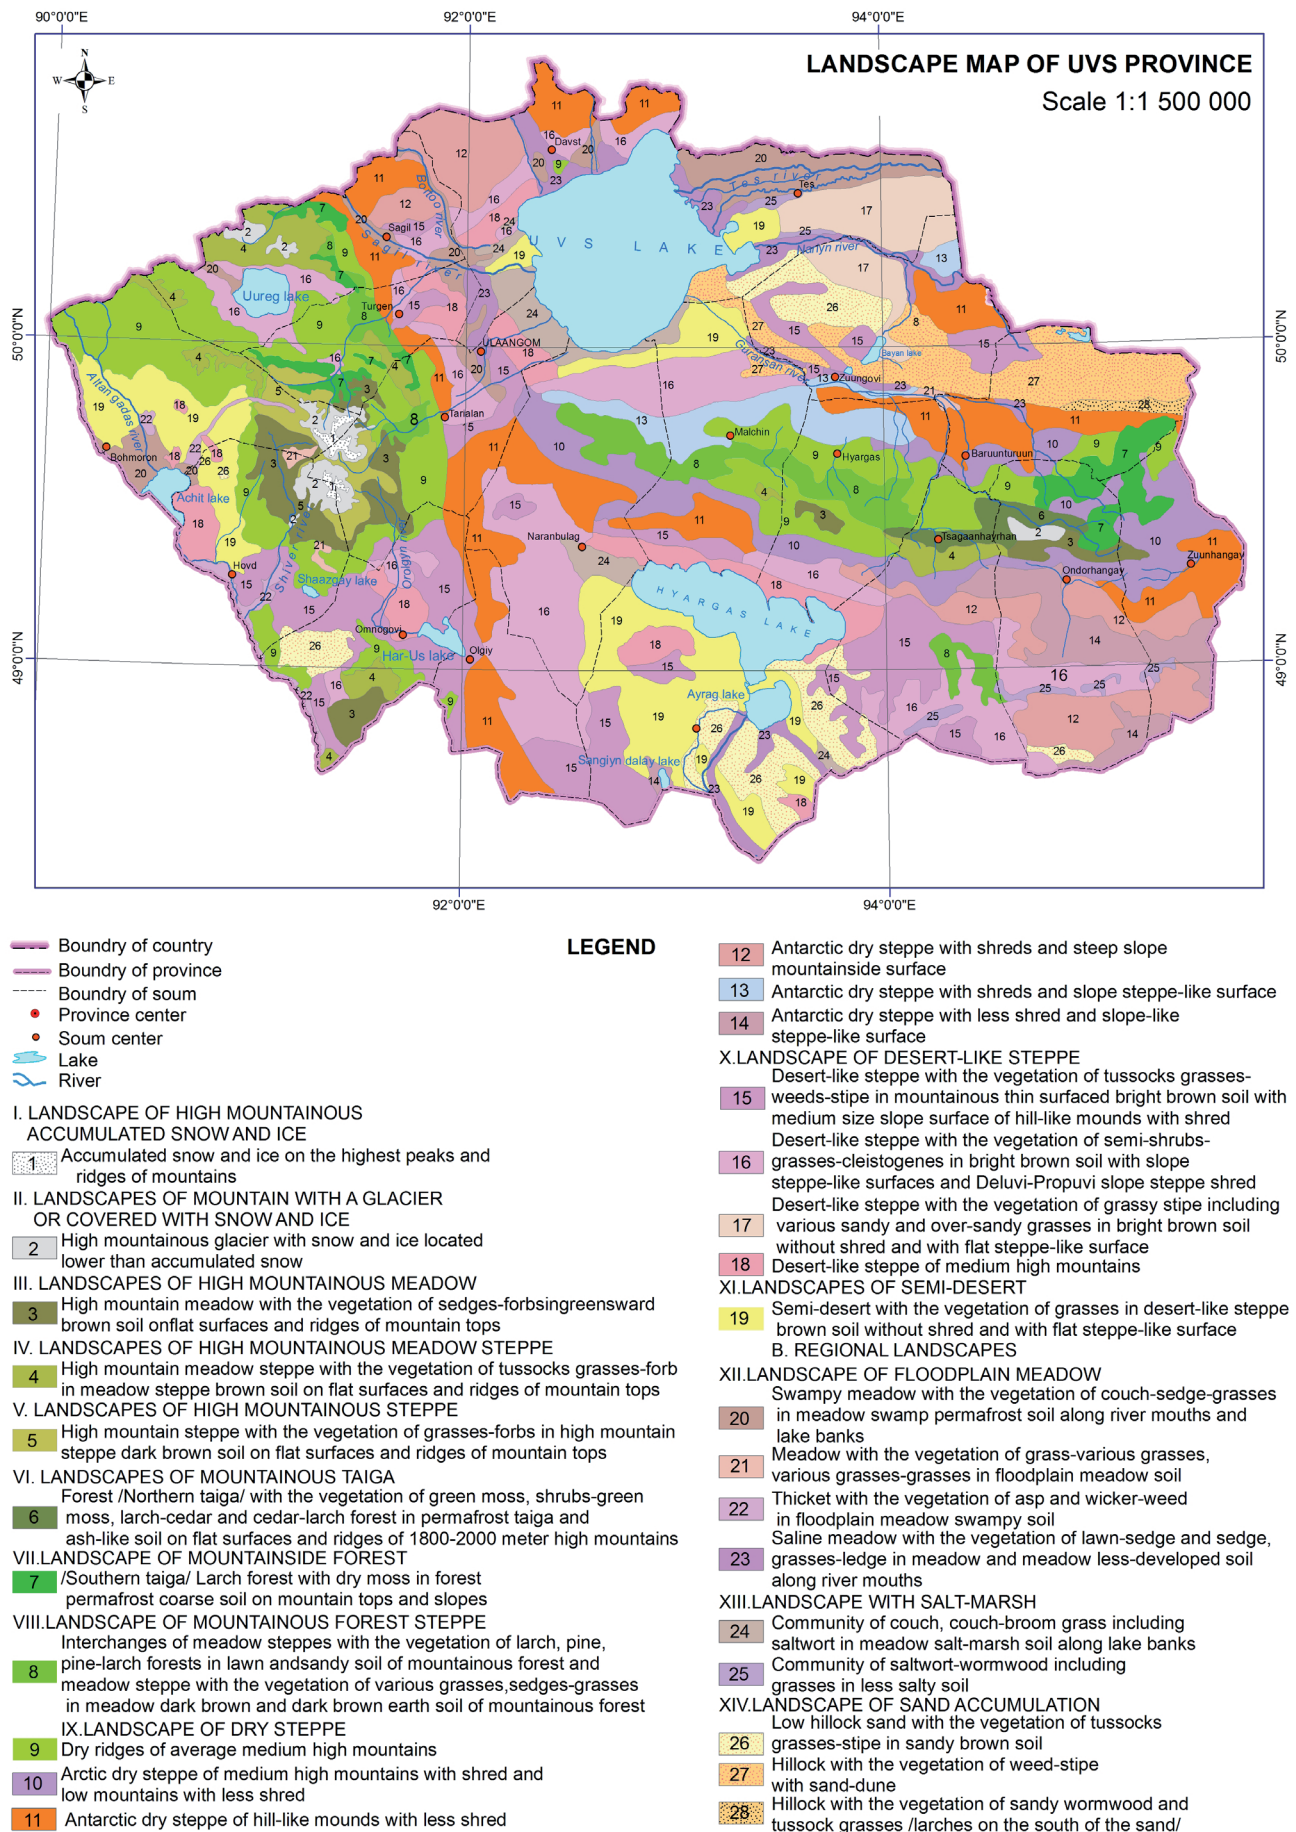 90°0'0"E 92°0'0"E 94°0'0"E
LANDSCAPE MAP OF UVS PROVINCE
Scale 1:1 500 000
N
W E
S
50°0'0"N
50°0'0"N
49°0'0"N
49°0'0"N
Davst
Tes river
Tes
Borhoo river
Sagil
Sagil river
UVS LAKE
Nariyn river
Uureg lake
Turgen
ULAANGOM
Guransan river
Bayan lake
Zuungovi
Altan gadas river
Tarialan
Malchin
Hyargas
Baruunturuun
Bohmoron
Achit lake
Shiver river
Naranbulag
Tsagaanhayrhan
Zuunhangay
Ondorhangay
Hovd
Shaazgay lake
HYARGAS LAKE
Omnogovi
Har-Us lake
Olgiy
Ayrag lake
Sangiyn dalay lake
92°0'0"E 94°0'0"E
LEGEND
Boundry of country
Boundry of province
Boundry of soum
Province center
Soum center
Lake
River
I. LANDSCAPE OF HIGH MOUNTAINOUS
ACCUMULATED SNOW AND ICE
1 Accumulated snow and ice on the highest peaks and
ridges of mountains
II. LANDSCAPES OF MOUNTAIN WITH A GLACIER
OR COVERED WITH SNOW AND ICE
2 High mountainous glacier with snow and ice located
lower than accumulated snow
III. LANDSCAPES OF HIGH MOUNTAINOUS MEADOW
3 High mountain meadow with the vegetation of sedges-forbsingreensward
brown soil onflat surfaces and ridges of mountain tops
IV. LANDSCAPES OF HIGH MOUNTAINOUS MEADOW STEPPE
4 High mountain meadow steppe with the vegetation of tussocks grasses-forb
in meadow steppe brown soil on flat surfaces and ridges of mountain tops
V. LANDSCAPES OF HIGH MOUNTAINOUS STEPPE
5 High mountain steppe with the vegetation of grasses-forbs in high mountain
steppe dark brown soil on flat surfaces and ridges of mountain tops
VI. LANDSCAPES OF MOUNTAINOUS TAIGA
Forest /Northern taiga/ with the vegetation of green moss, shrubs-green
6 moss, larch-cedar and cedar-larch forest in permafrost taiga and
ash-like soil on flat surfaces and ridges of 1800-2000 meter high mountains
VII.LANDSCAPE OF MOUNTAINSIDE FOREST
7 /Southern taiga/ Larch forest with dry moss in forest
permafrost coarse soil on mountain tops and slopes
VIII.LANDSCAPE OF MOUNTAINOUS FOREST STEPPE
Interchanges of meadow steppes with the vegetation of larch, pine,
8 pine-larch forests in lawn andsandy soil of mountainous forest and
meadow steppe with the vegetation of various grasses,sedges-grasses
in meadow dark brown and dark brown earth soil of mountainous forest
IX.LANDSCAPE OF DRY STEPPE
9 Dry ridges of average medium high mountains
10 Arctic dry steppe of medium high mountains with shred and
low mountains with less shred
11 Antarctic dry steppe of hill-like mounds with less shred
12 Antarctic dry steppe with shreds and steep slope
mountainside surface
13 Antarctic dry steppe with shreds and slope steppe-like surface
14 Antarctic dry steppe with less shred and slope-like
steppe-like surface
X.LANDSCAPE OF DESERT-LIKE STEPPE
Desert-like steppe with the vegetation of tussocks grasses-
15 weeds-stipe in mountainous thin surfaced bright brown soil with
medium size slope surface of hill-like mounds with shred
Desert-like steppe with the vegetation of semi-shrubs-
16 grasses-cleistogenes in bright brown soil with slope
steppe-like surfaces and Deluvi-Propuvi slope steppe shred
Desert-like steppe with the vegetation of grassy stipe including
17 various sandy and over-sandy grasses in bright brown soil
without shred and with flat steppe-like surface
18 Desert-like steppe of medium high mountains
XI.LANDSCAPES OF SEMI-DESERT
19 Semi-desert with the vegetation of grasses in desert-like steppe
brown soil without shred and with flat steppe-like surface
B. REGIONAL LANDSCAPES
XII.LANDSCAPE OF FLOODPLAIN MEADOW
Swampy meadow with the vegetation of couch-sedge-grasses
20 in meadow swamp permafrost soil along river mouths and
lake banks
21 Meadow with the vegetation of grass-various grasses,
various grasses-grasses in floodplain meadow soil
22 Thicket with the vegetation of asp and wicker-weed
in floodplain meadow swampy soil
Saline meadow with the vegetation of lawn-sedge and sedge,
23 grasses-ledge in meadow and meadow less-developed soil
along river mouths
XIII.LANDSCAPE WITH SALT-MARSH
24 Community of couch, couch-broom grass including
saltwort in meadow salt-marsh soil along lake banks
25 Community of saltwort-wormwood including
grasses in less salty soil
XIV.LANDSCAPE OF SAND ACCUMULATION
26 Low hillock sand with the vegetation of tussocks
grasses-stipe in sandy brown soil
27 Hillock with the vegetation of weed-stipe
with sand-dune
28 Hillock with the vegetation of sandy wormwood and
tussock grasses /larches on the south of the sand/